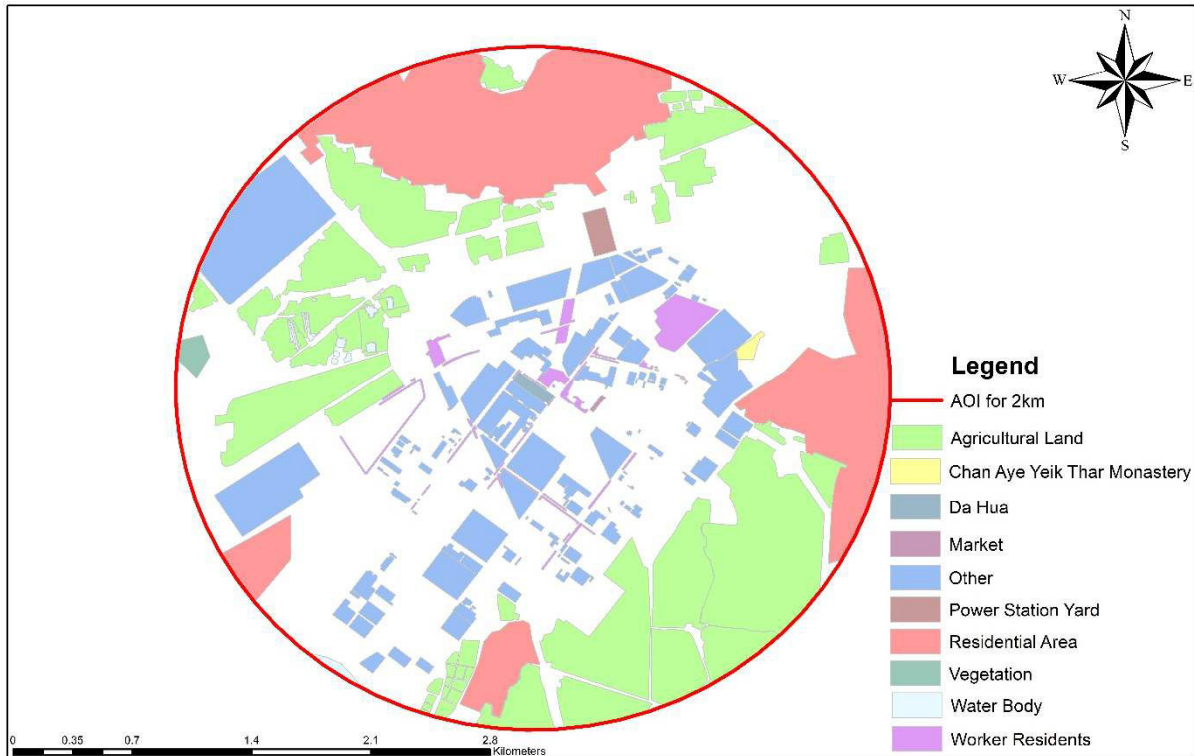 N
W E
S
Legend
AOI for 2km
Agricultural Land
Chan Aye Yeik Thar Monastery
Da Hua
Market
Other
Power Station Yard
Residential Area
Vegetation
Water Body
Worker Residents
0 0.35 0.7 1.4 2.1 2.8
Kilometers